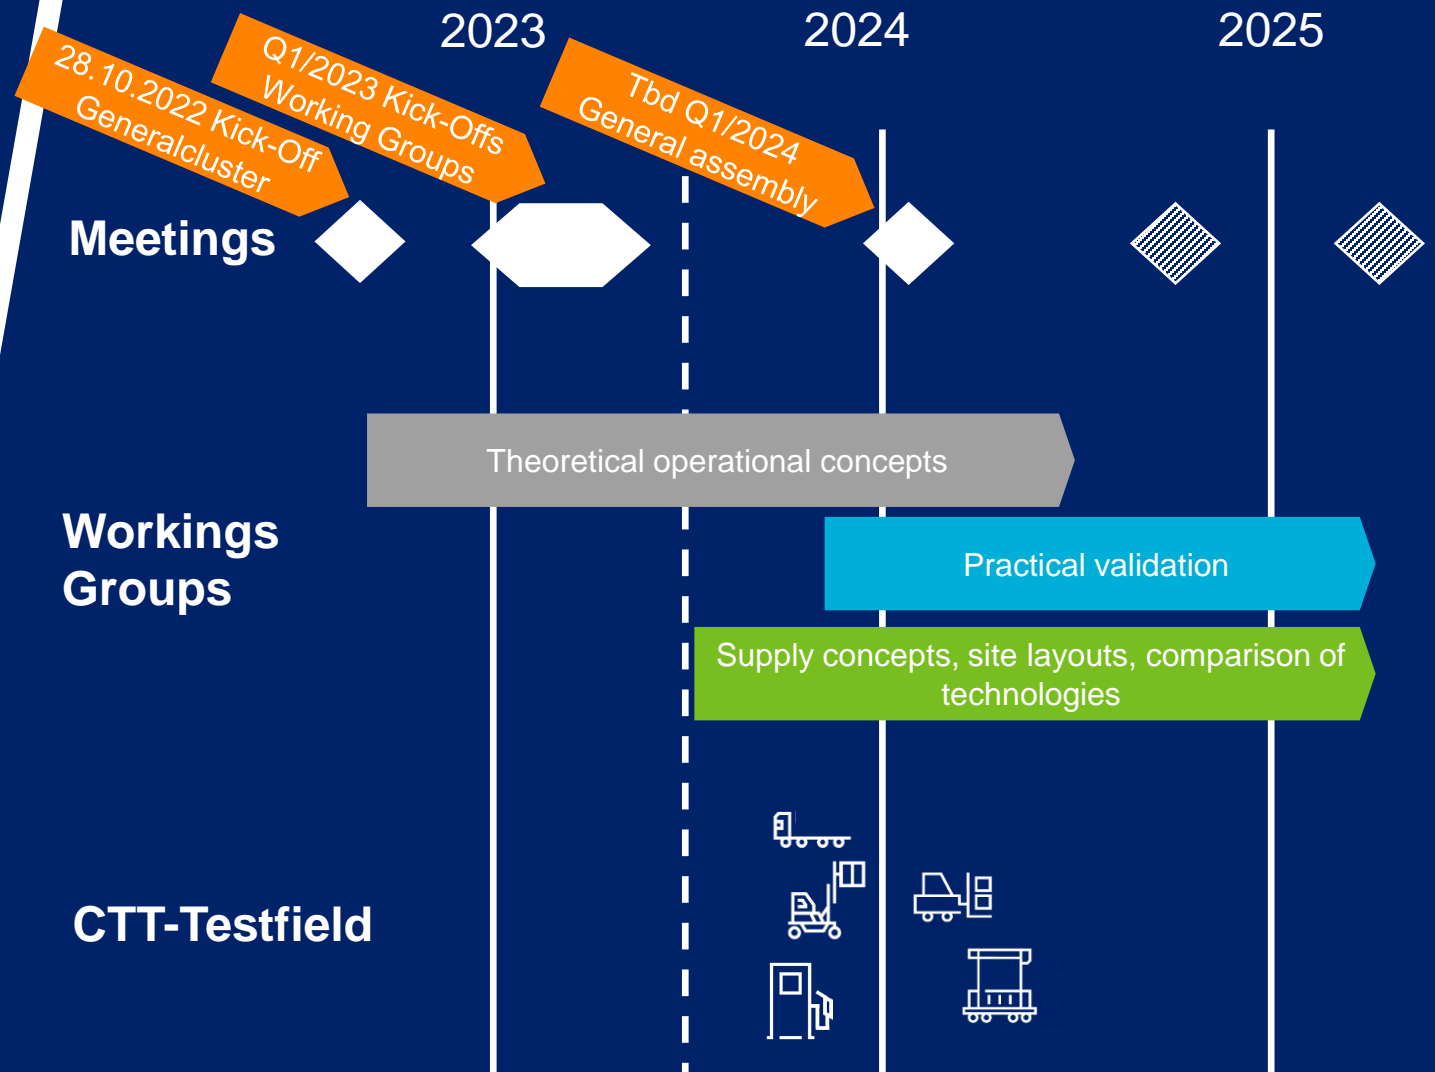 2023
2024
2025
28.10.2022 Kick-Off
Generalcluster
Q1/2023 Kick-Offs
Working Groups
Tbd Q1/2024
General assembly
Meetings
Theoretical operational concepts
Workings
Groups
Practical validation
Supply concepts, site layouts, comparison of
technologies
CTT-Testfield